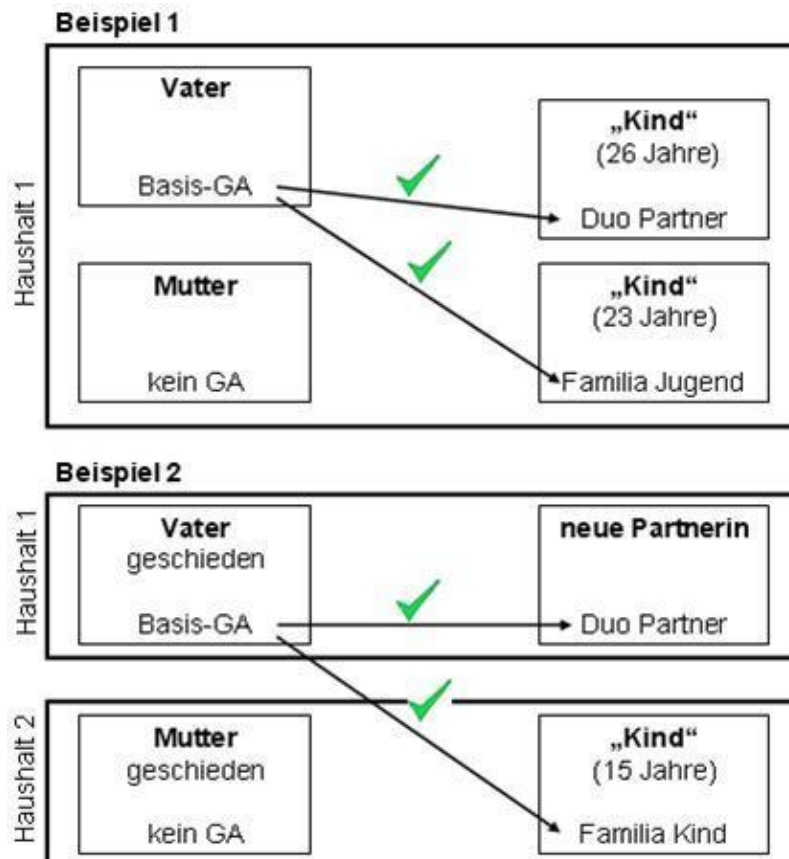 Beispiel 1
Haushalt 1
Vater
Basis-GA
„Kind“
(26 Jahre)
Duo Partner
Mutter
kein GA
„Kind“
(23 Jahre)
Familia Jugend
Beispiel 2
Haushalt 1
Vater
geschieden
Basis-GA
neue Partnerin
Duo Partner
Haushalt 2
Mutter
geschieden
kein GA
„Kind“
(15 Jahre)
Familia Kind